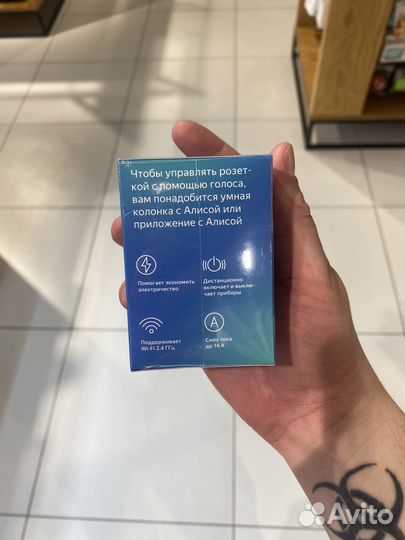 Чтобы управлять розет-
кой с помощью голоса,
вам понадобится умная
колонка с Алисой или
приложение с Алисой
Помогает экономить
электричество
Дистанционно
включает и выклю-
чает приборы
Поддерживает
Wi-Fi 2,4 ГГц
A
Сила тока
до 16 А
Avito